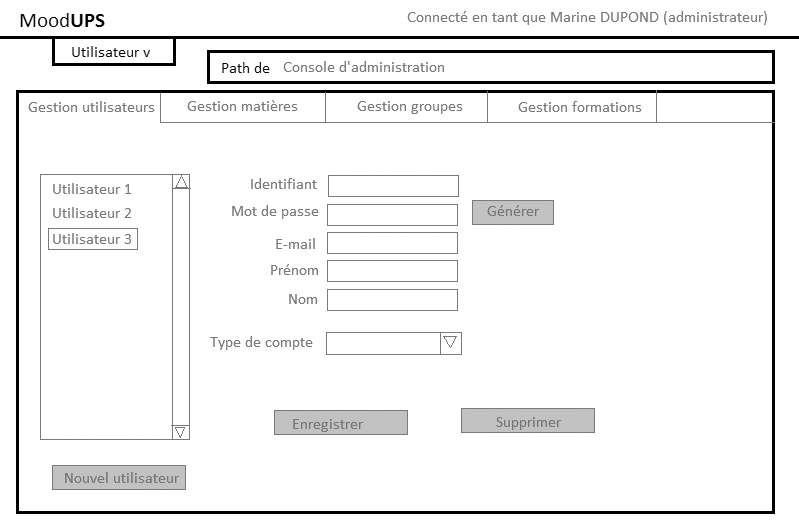 MoodUPS
Connecté en tant que Marine DUPOND (administrateur)
Utilisateur v
Path de Console d'administration
Gestion utilisateurs
Gestion matières
Gestion groupes
Gestion formations
Utilisateur 1
Utilisateur 2
Utilisateur 3
Identifiant
Mot de passe
Générer
E-mail
Prénom
Nom
Type de compte
Enregistrer
Supprimer
Nouvel utilisateur